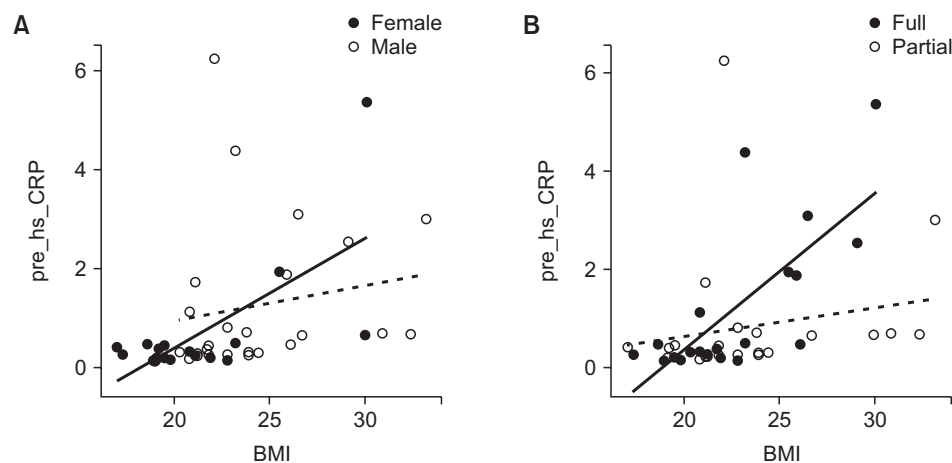 A
Female
Male
pre_hs_CRP
6
4
2
0
20
25
30
BMI
B
Full
Partial
pre_hs_CRP
6
4
2
0
20
25
30
BMI